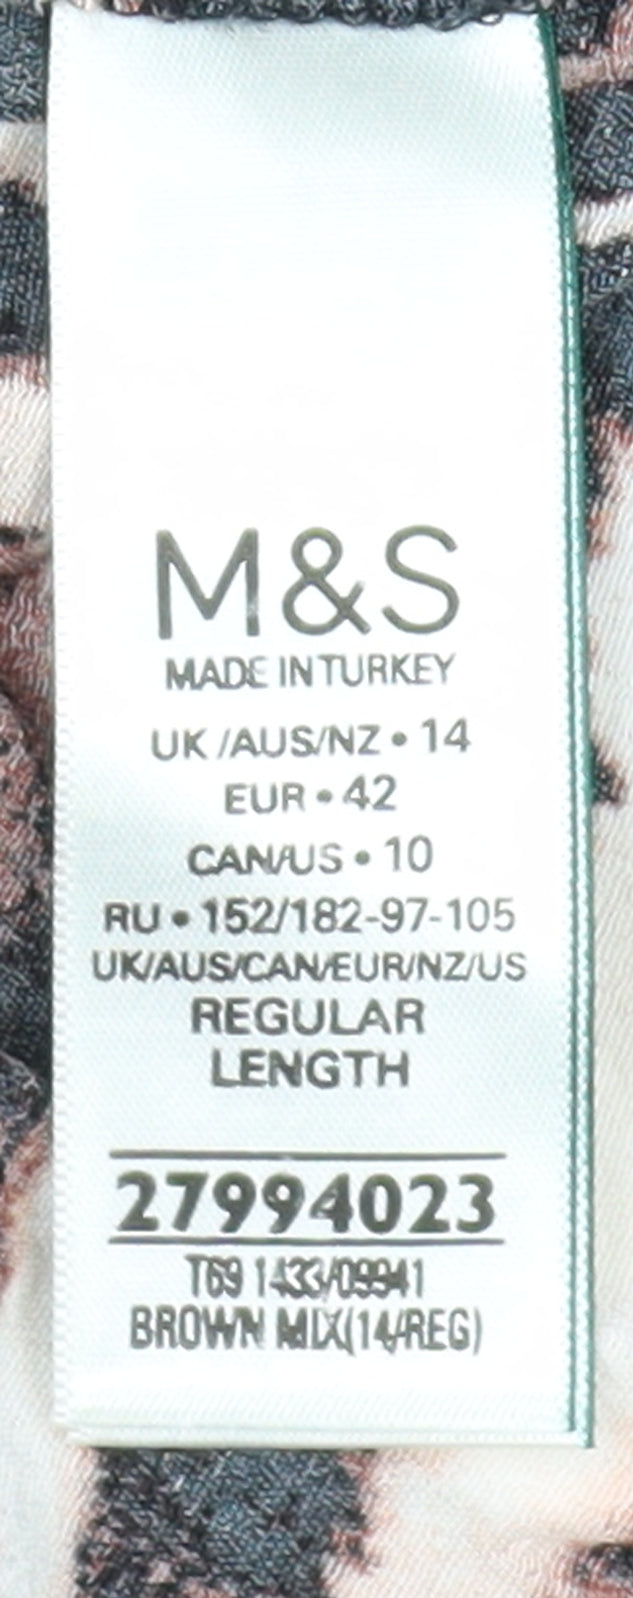 M&S
MADE IN TURKEY
UK/AUS/NZ • 14
EUR • 42
CAN/US • 10
RU • 152/182-97-105
UK/AUS/CAN/EUR/NZ/US
REGULAR
LENGTH
27994023
T69 1433/09941
BROWN MIX(14/REG)